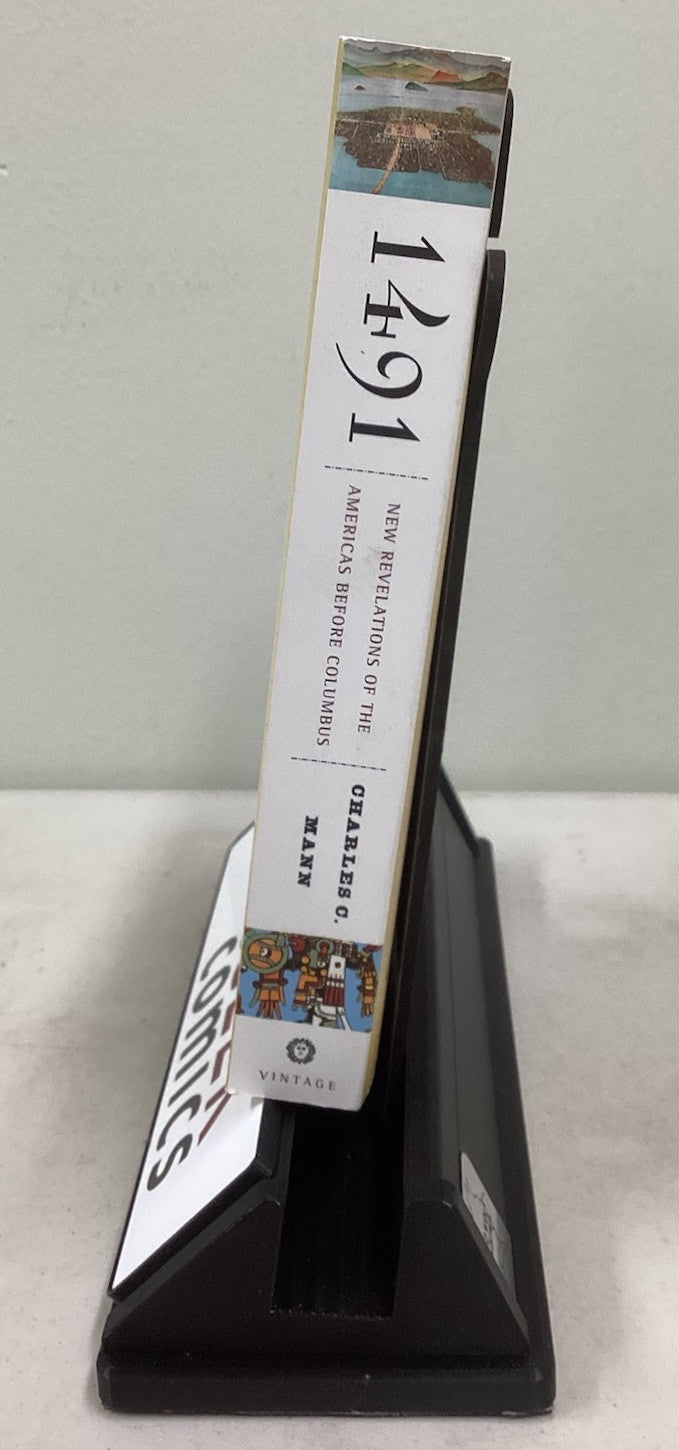 1491
NEW REVELATIONS OF THE
AMERICAS BEFORE COLUMBUS
CHARLES C.
MANN
VINTAGE
COMICS